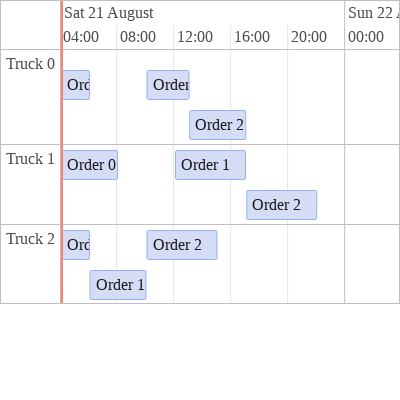 Sat 21 August
Sun 22
04:00 08:00 12:00 16:00 20:00 00:00
Truck 0
Ord Order
Order 2
Truck 1
Order 0 Order 1
Order 2
Truck 2
Ord Order 2
Order 1